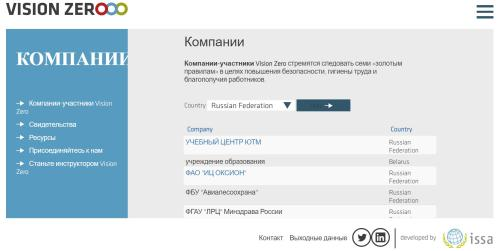 VISION ZERO
КОМПАНИИ
Компании-участники Vision
Zero
Свидетельства
Ресурсы
Присоединяйтесь к нам
Станьте инструктором Vision
Zero
Компании
Компании-участники Vision Zero стремятся следовать семи «золотым
правилам» в целях повышения безопасности, гигиены труда и
благополучия работников.
Country Russian Federation
Company Country
УЧЕБНЫЙ ЦЕНТР ЮТМ Russian
Federation
учреждение образования Belarus
ФАО "ИЦ ОКСИОН" Russian
Federation
ФБУ "Авиалесоохрана" Russian
Federation
ФГАУ "ЛРЦ" Минздрава России Russian
Federation
Контакт Выходные данные developed by issa